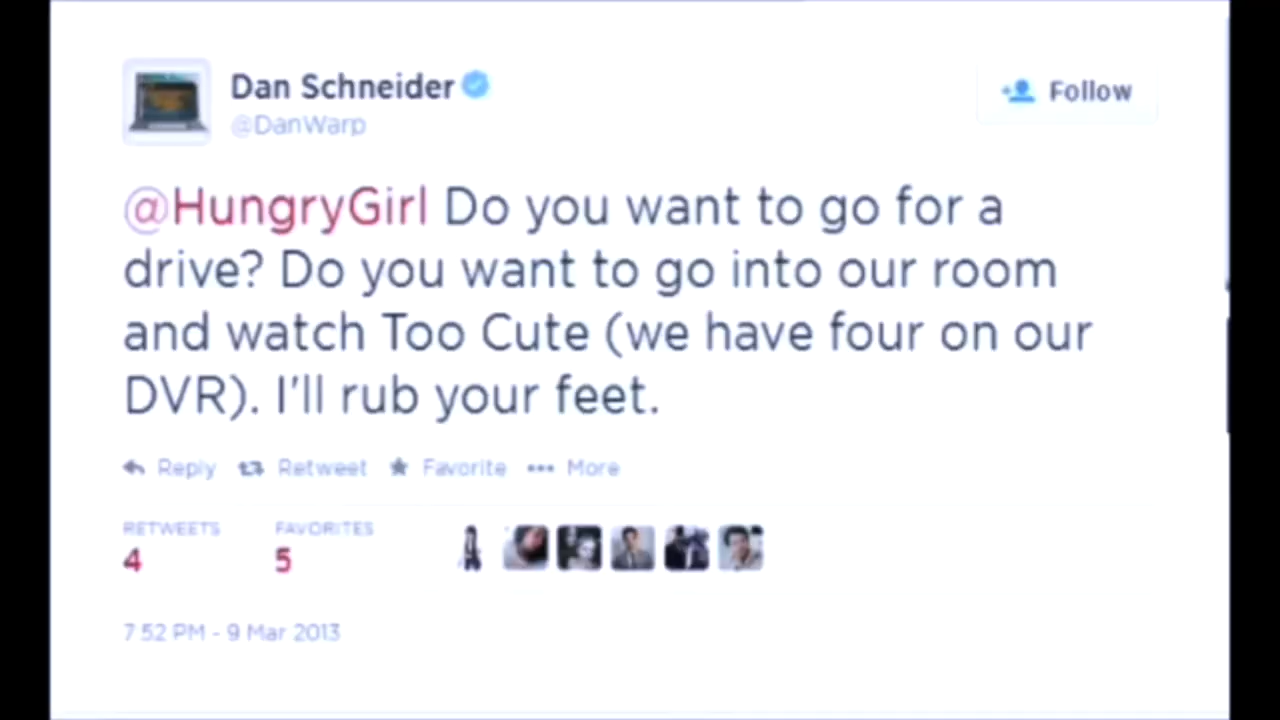 Dan Schneider
@DanWarp
Follow
@HungryGirl Do you want to go for a
drive? Do you want to go into our room
and watch Too Cute (we have four on our
DVR). I'll rub your feet.
Reply Retweet Favorite More
RETWEETS FAVORITES
4 5
7 52 PM - 9 Mar 2013